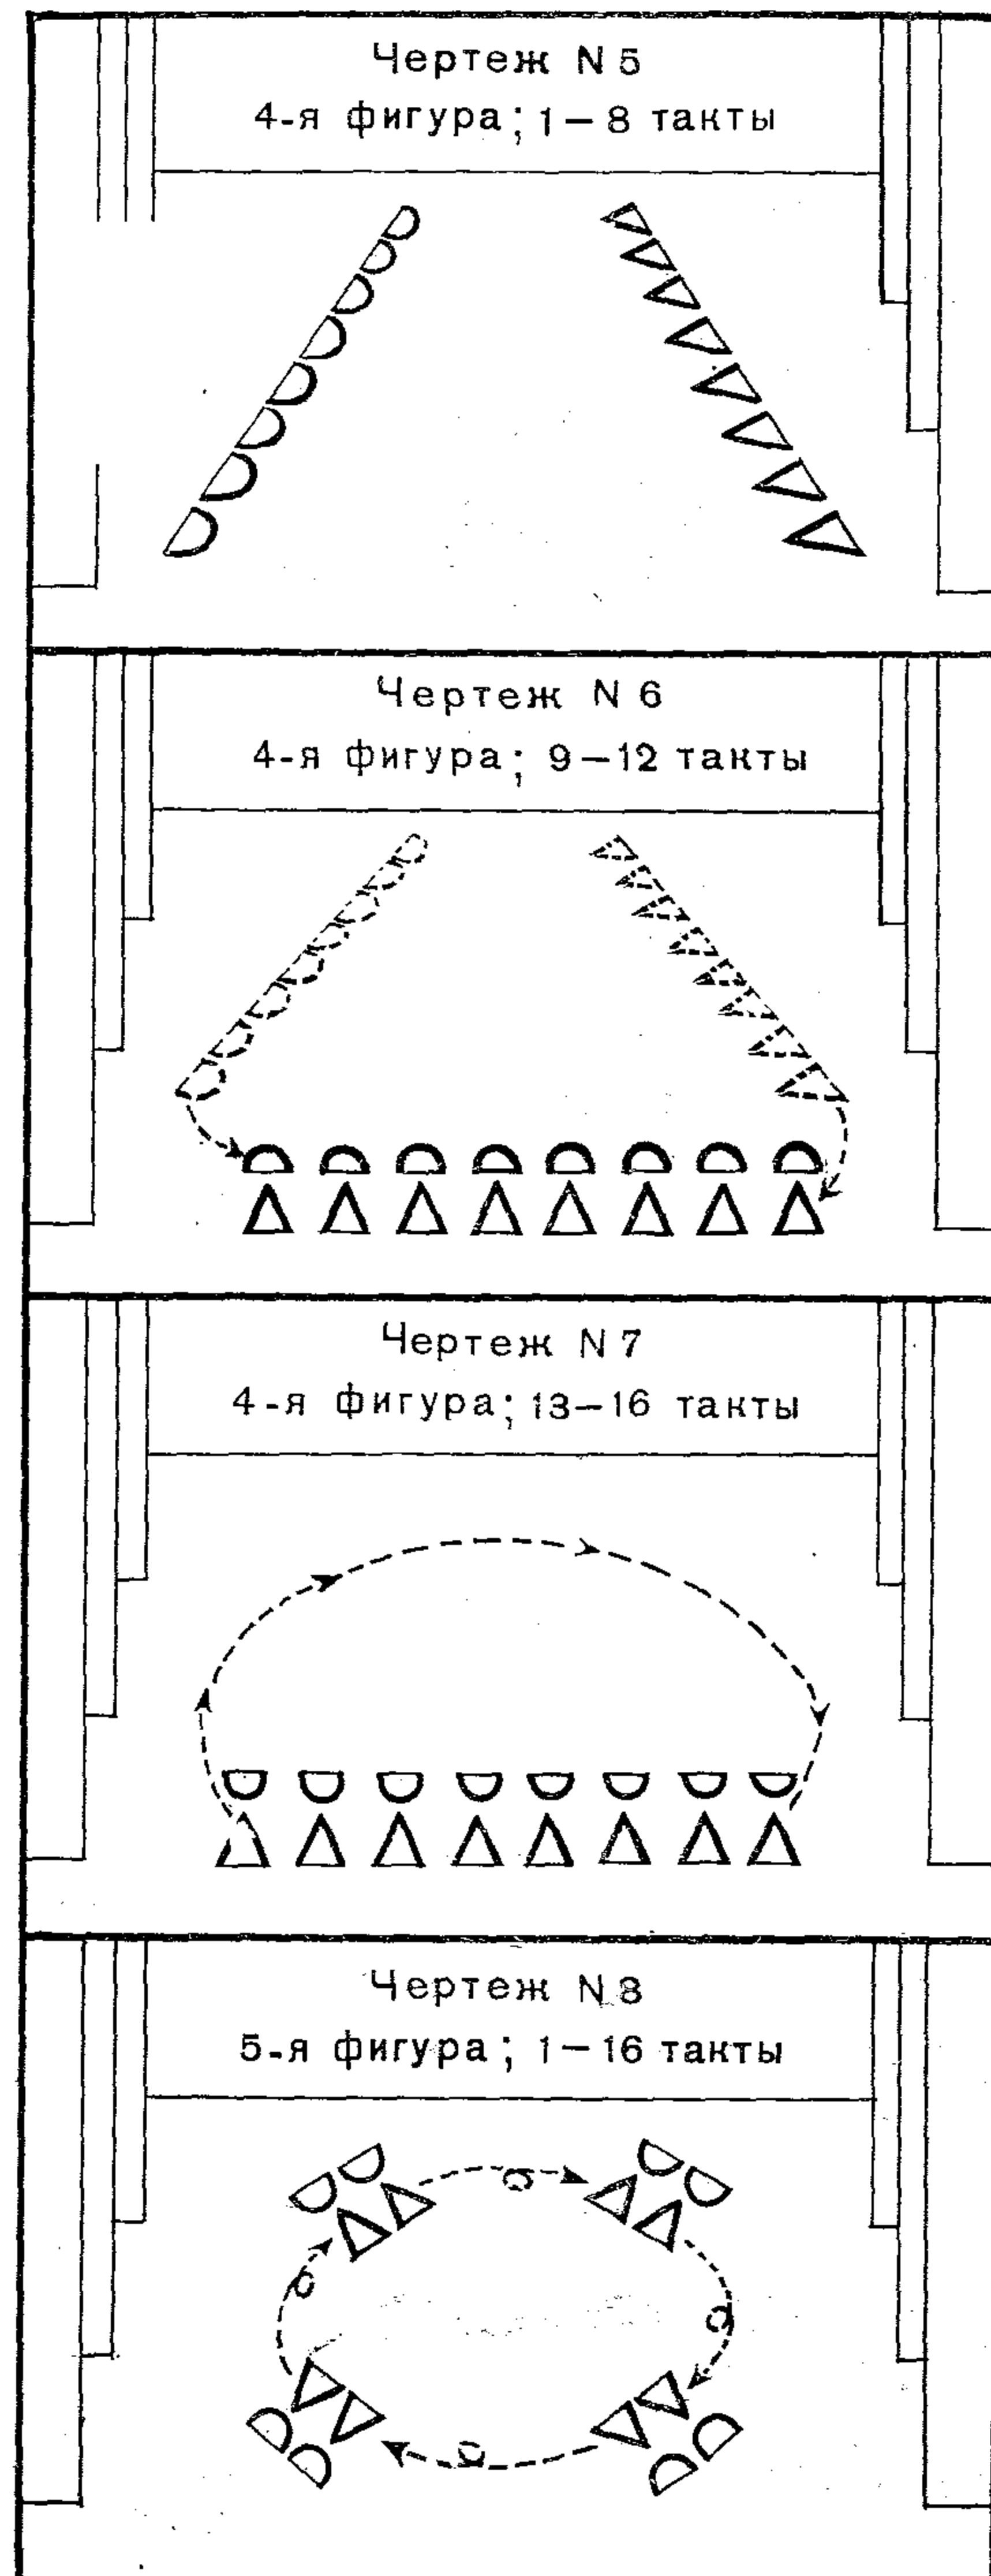 Чертеж N 5
4-я фигура; 1–8 такты
Чертеж N 6
4-я фигура; 9–12 такты
Чертеж N 7
4-я фигура; 13–16 такты
Чертеж N 8
5-я фигура; 1–16 такты